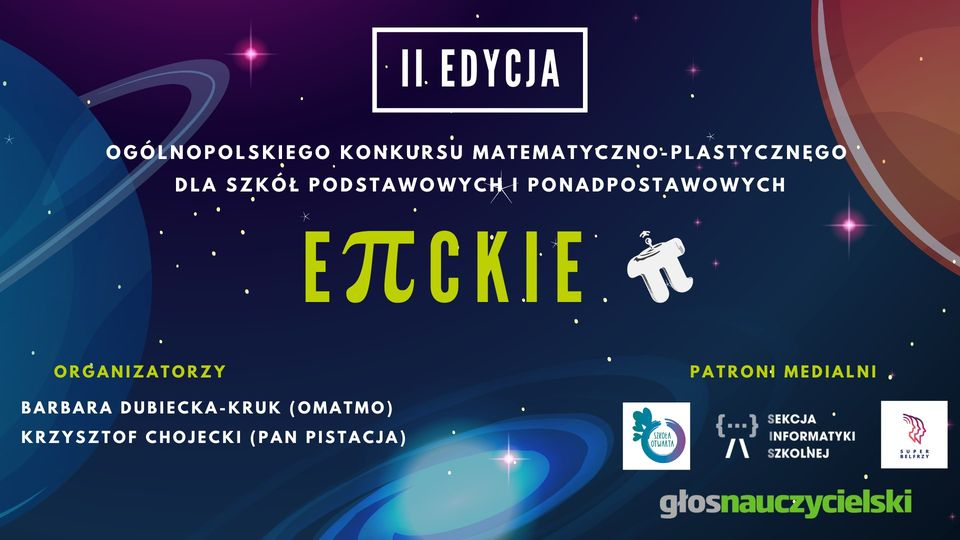 II EDYCJA
OGÓLNOPOLSKIEGO KONKURSU MATEMATYCZNO-PLASTYCZNEGO
DLA SZKÓŁ PODSTAWOWYCH I PONADPOSTAWOWYCH
EπCKIE π
ORGANIZATORZY
BARBARA DUBIECKA-KRUK (OMATMO)
KRZYSZTOF CHOJECKI (PAN PISTACJA)
PATRONI MEDIALNI
SZKOŁA
OTWARTA
{...}
SEKCJA
INFORMATYKI
SZKOLNEJ
SUPER
BELFRZY
głosnauczycielski